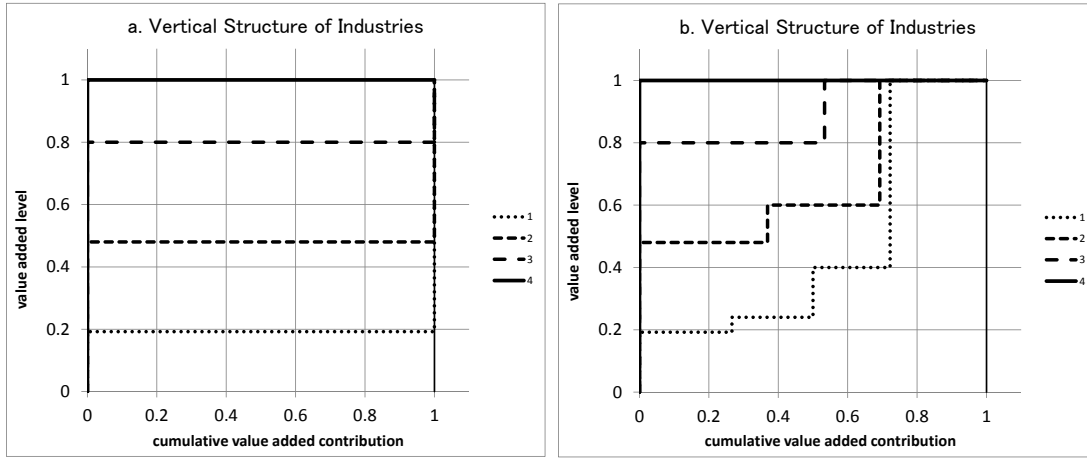 a. Vertical Structure of Industries
1
0.8
0.6
0.4
0.2
0
value added level
0 0.2 0.4 0.6 0.8 1
cumulative value added contribution
1
2
3
4
b. Vertical Structure of Industries
1
0.8
0.6
0.4
0.2
0
value added level
0 0.2 0.4 0.6 0.8 1
cumulative value added contribution
1
2
3
4